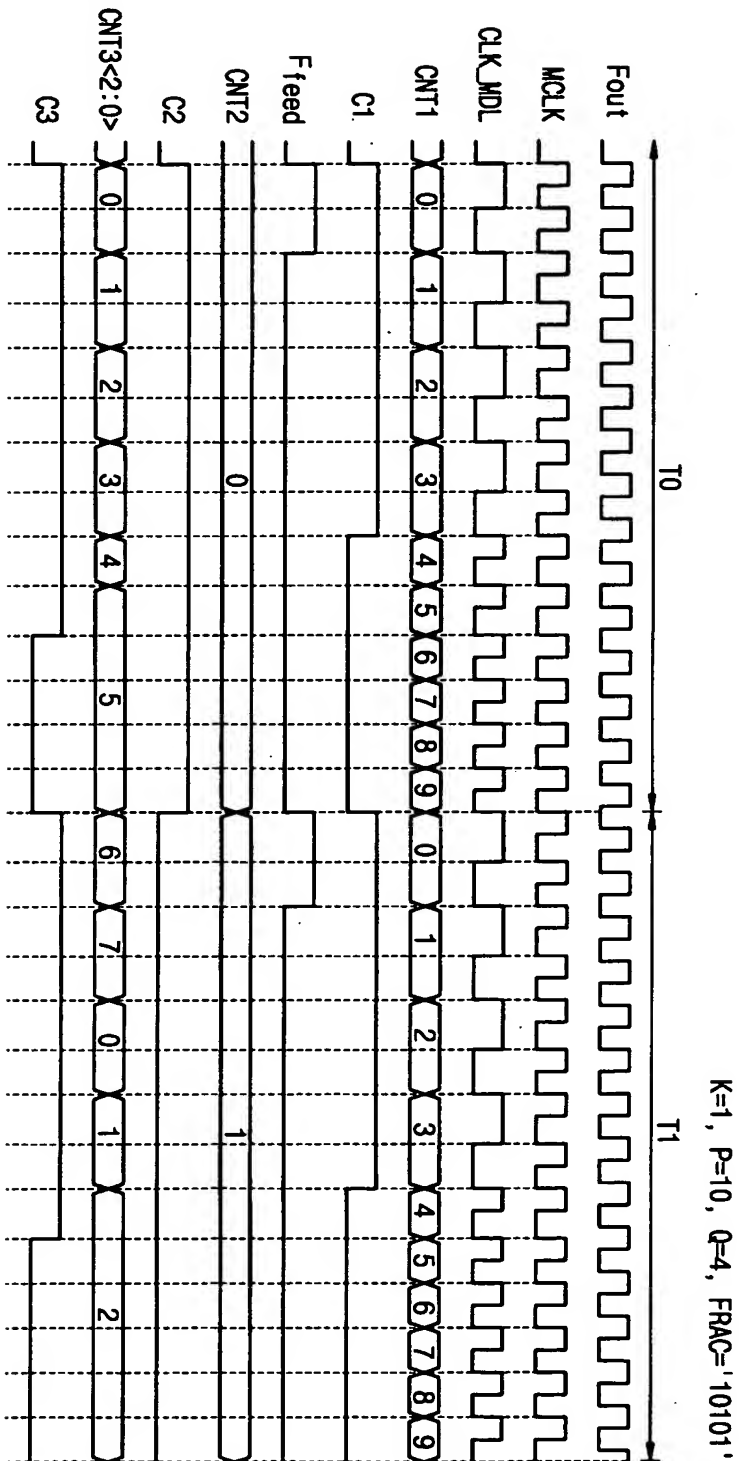 K=1, P=10, Q=4, FRAC='10101'
T0 T1
Fout
MCLK
CLK_MDL
CNT1 0 1 2 3 4 5 6 7 8 9 0 1 2 3 4 5 6 7 8 9
C1.
Ffeed
CNT2 0 1
C2
CNT3<2:0> 0 1 2 3 4 5 6 7 0 1 2
C3